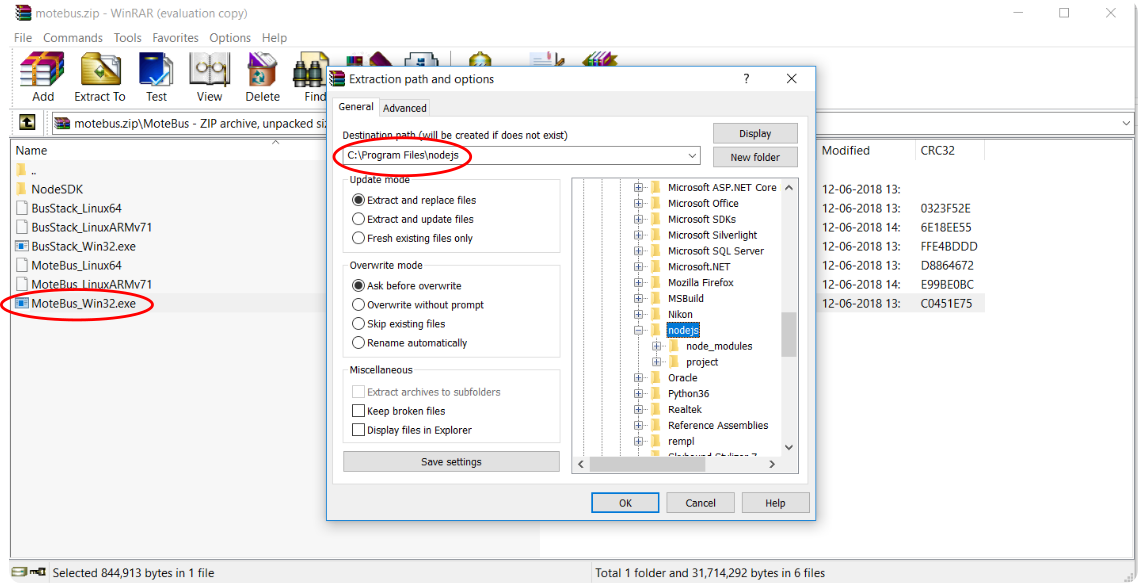 motebus.zip - WinRAR (evaluation copy)
File Commands Tools Favorites Options Help
Add Extract To Test View Delete Find
motebus.zip\MoteBus - ZIP archive, unpacked si
Name
..
NodeSDK
BusStack_Linux64
BusStack_LinuxARMv71
BusStack_Win32.exe
MoteBus_Linux64
MoteBus_LinuxARMv71
MoteBus_Win32.exe
Extraction path and options
?
General Advanced
Destination path (will be created if does not exist)
C:\Program Files\nodejs
Display
New folder
Update mode
Extract and replace files
Extract and update files
Fresh existing files only
Overwrite mode
Ask before overwrite
Overwrite without prompt
Skip existing files
Rename automatically
Miscellaneous
Extract archives to subfolders
Keep broken files
Display files in Explorer
Save settings
Microsoft ASP.NET Core
Microsoft Office
Microsoft SDKs
Microsoft Silverlight
Microsoft SQL Server
Microsoft.NET
Mozilla Firefox
MSBuild
Nikon
nodejs
node_modules
project
Oracle
Python36
Realtek
Reference Assemblies
rempl
OK Cancel Help
Modified CRC32
12-06-2018 13:
12-06-2018 13: 0323F52E
12-06-2018 14: 6E18EE55
12-06-2018 13: FFE4BDDD
12-06-2018 13: D8864672
12-06-2018 14: E99BE0BC
12-06-2018 13: C0451E75
Selected 844,913 bytes in 1 file
Total 1 folder and 31,714,292 bytes in 6 files